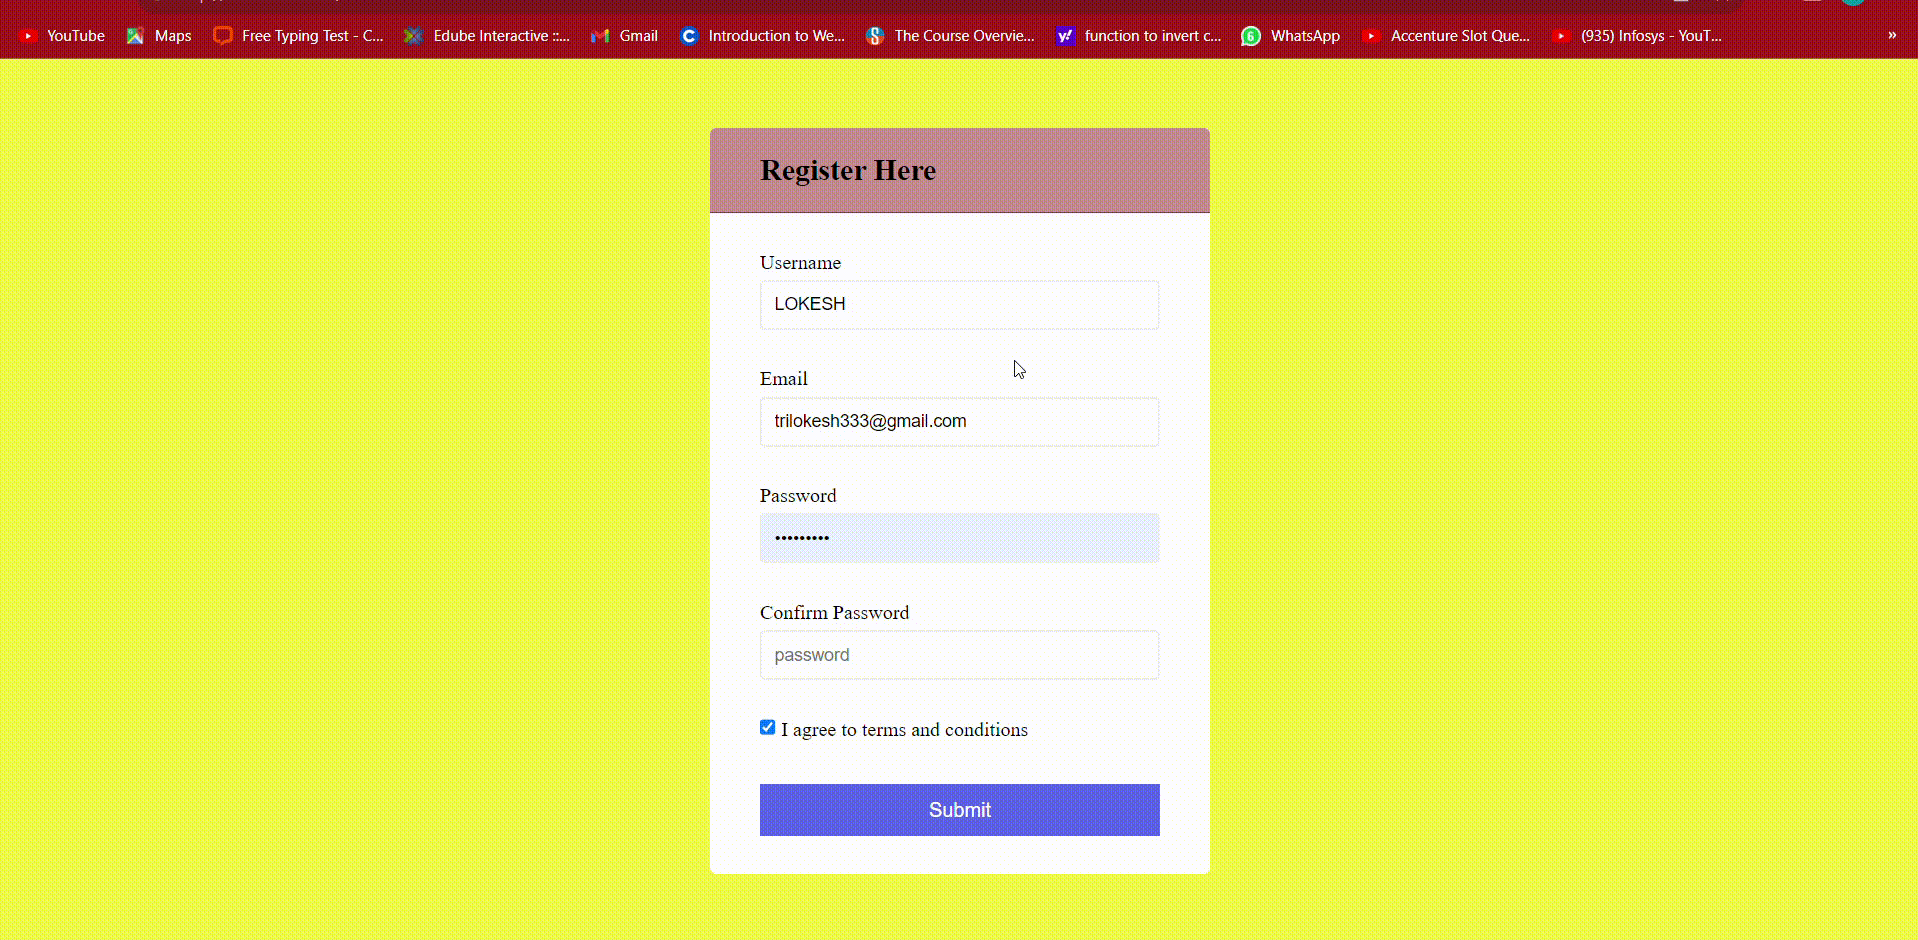 YouTube Maps Free Typing Test - C... Edube Interactive ::... Gmail Introduction to We... The Course Overvie... function to invert c... 6 WhatsApp Accenture Slot Que... (935) Infosys - YouT... »
Register Here
Username
LOKESH
Email
trilokesh333@gmail.com
Password
•••••••••
Confirm Password
password
I agree to terms and conditions
Submit